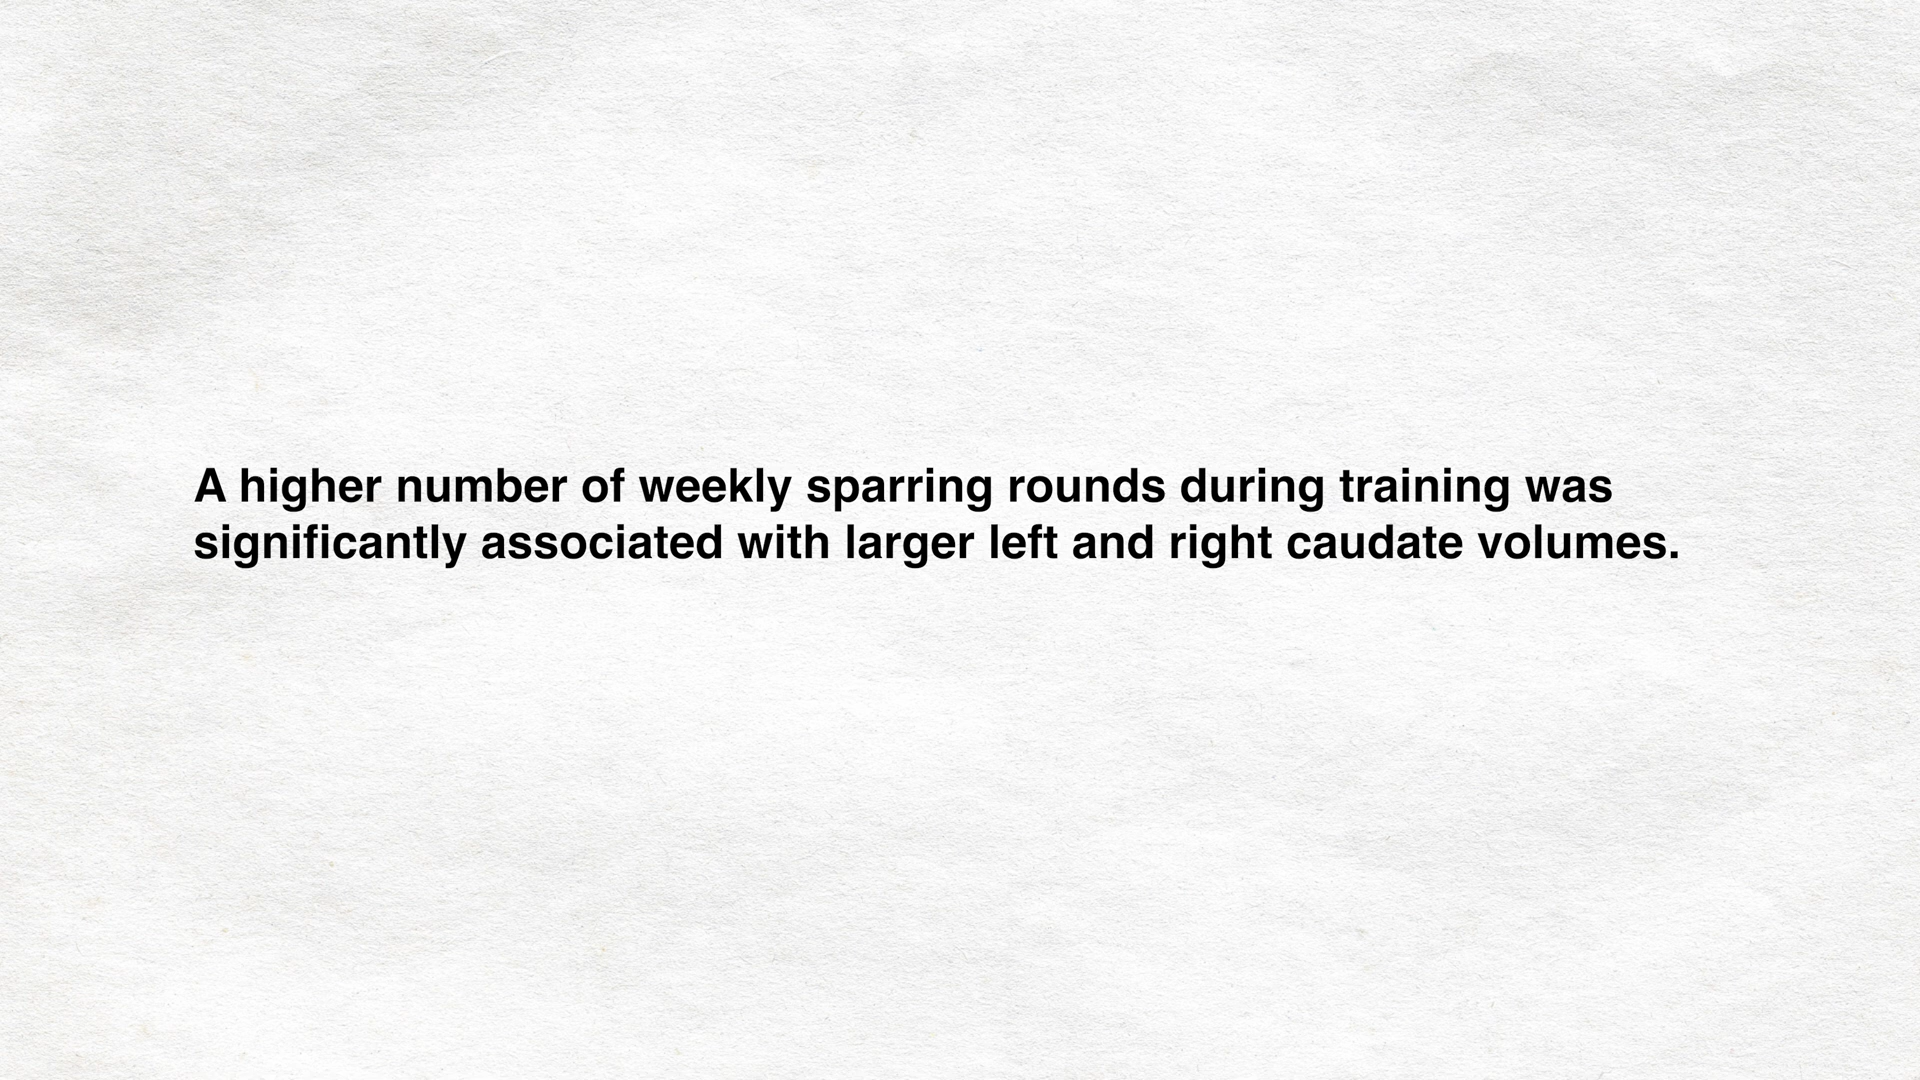 A higher number of weekly sparring rounds during training was
significantly associated with larger left and right caudate volumes.